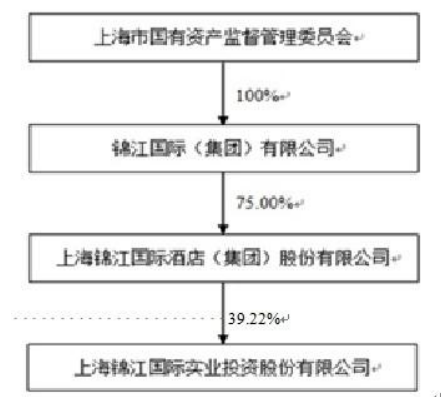 上海市国有资产监督管理委员会
100%
锦江国际（集团）有限公司
75.00%
上海锦江国际酒店（集团）股份有限公司
39.22%
上海锦江国际实业投资股份有限公司